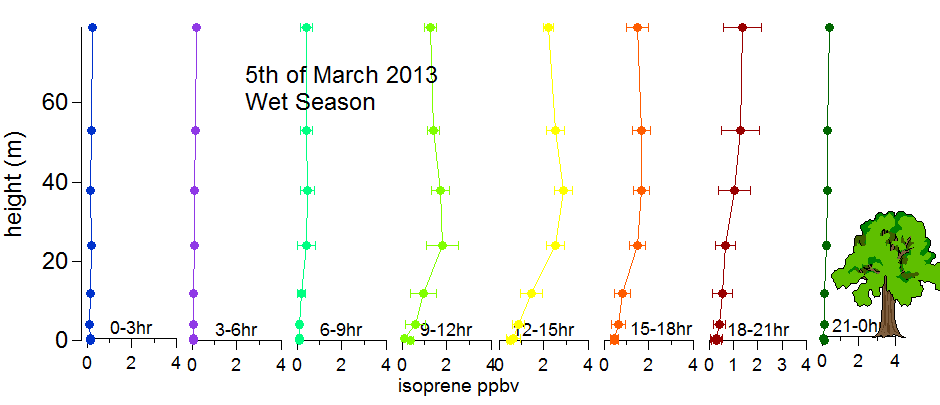 5th of March 2013
Wet Season
height (m)
60
40
20
0
0-3hr
3-6hr
6-9hr
9-12hr
12-15hr
15-18hr
18-21hr
21-0hr
0 2 4
0 2 4
0 2 4
0 2 4
0 2 4
0 2 4
0 1 2 3 4
0 2 4
isoprene ppbv